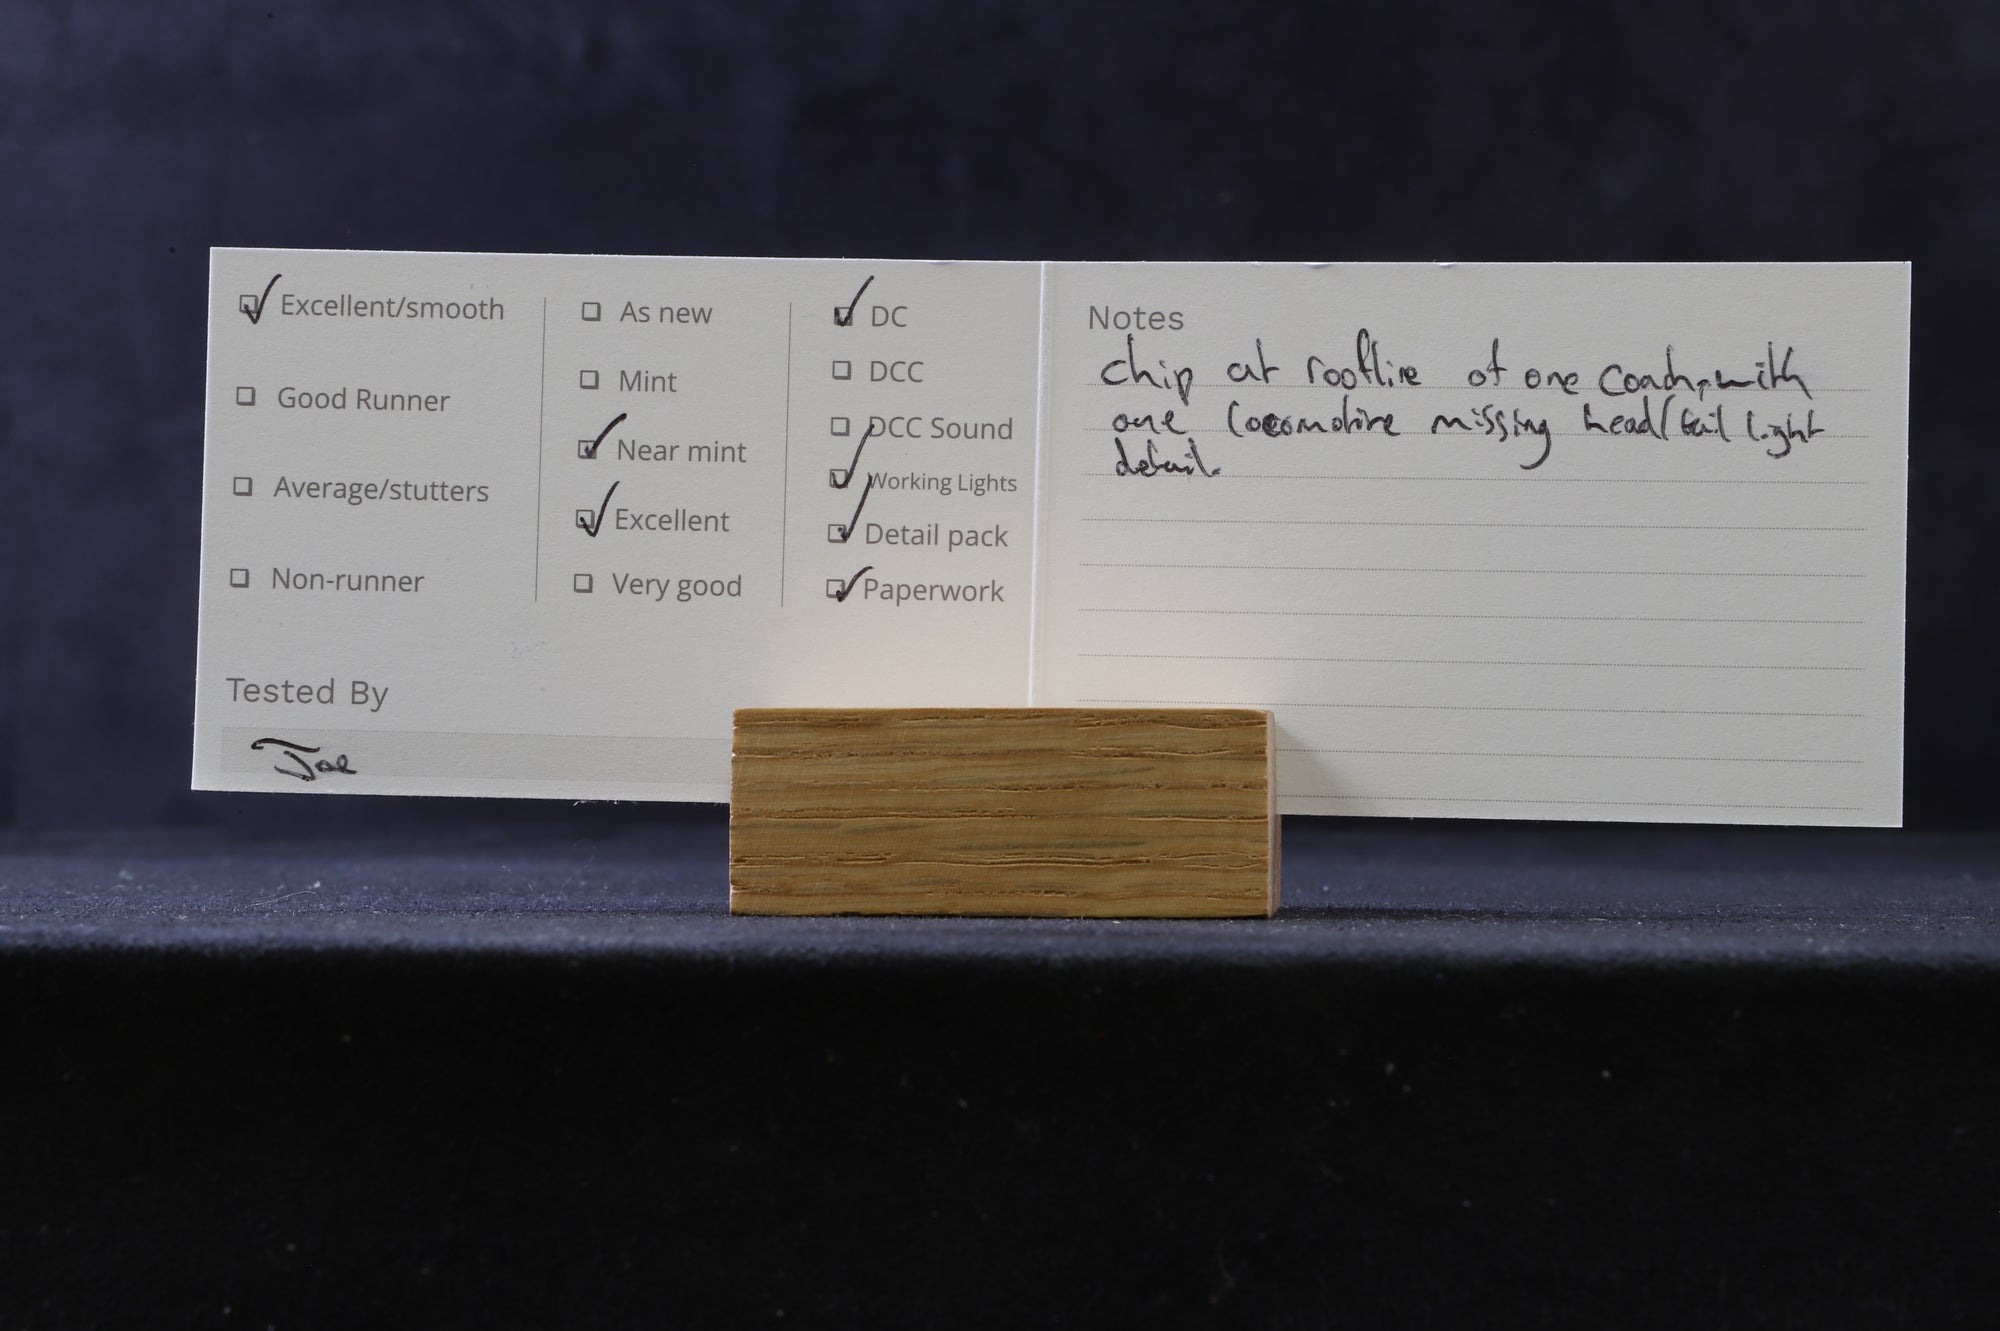 Excellent/smooth
Good Runner
Average/stutters
Non-runner
As new
Mint
Near mint
Excellent
Very good
DC
DCC
DCC Sound
Working Lights
Detail pack
Paperwork
Tested By
Joe
Notes
chip at roofline of one coach, with
one locomotive missing head/tail light
detail.